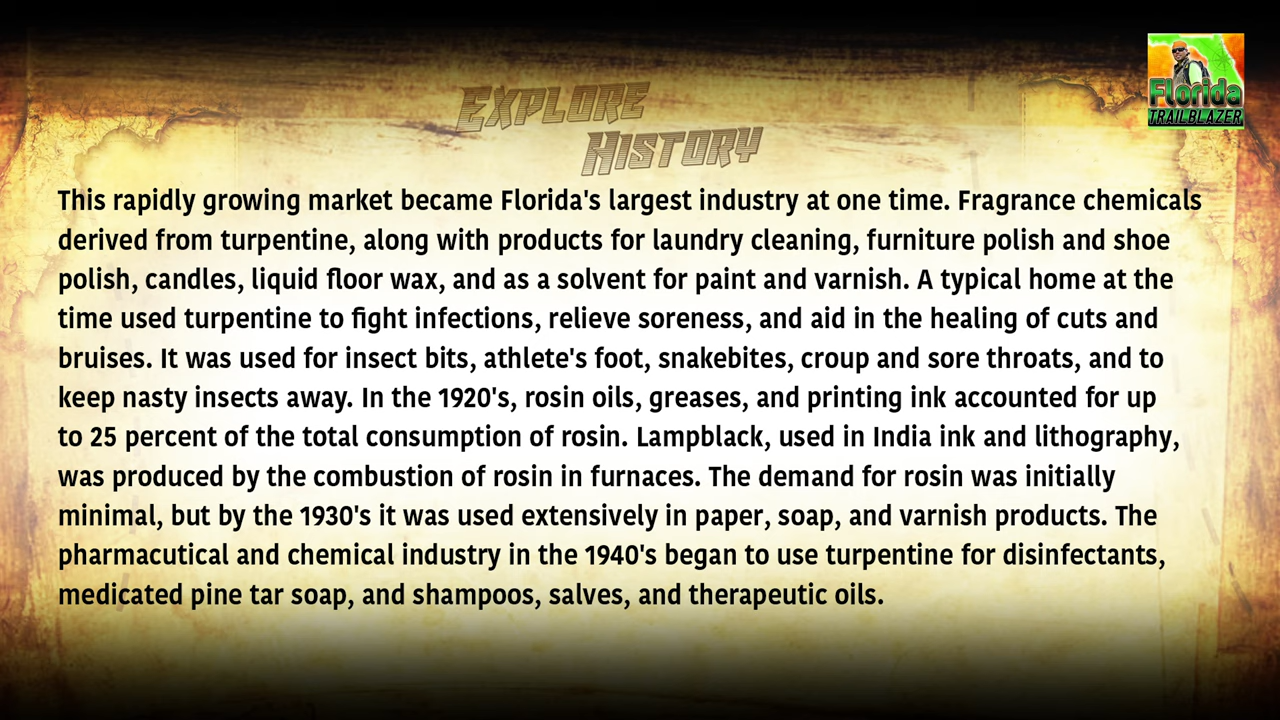 EXPLORE
HISTORY
Florida
TRAILBLAZER
This rapidly growing market became Florida's largest industry at one time. Fragrance chemicals
derived from turpentine, along with products for laundry cleaning, furniture polish and shoe
polish, candles, liquid floor wax, and as a solvent for paint and varnish. A typical home at the
time used turpentine to fight infections, relieve soreness, and aid in the healing of cuts and
bruises. It was used for insect bits, athlete's foot, snakebites, croup and sore throats, and to
keep nasty insects away. In the 1920's, rosin oils, greases, and printing ink accounted for up
to 25 percent of the total consumption of rosin. Lampblack, used in India ink and lithography,
was produced by the combustion of rosin in furnaces. The demand for rosin was initially
minimal, but by the 1930's it was used extensively in paper, soap, and varnish products. The
pharmacutical and chemical industry in the 1940's began to use turpentine for disinfectants,
medicated pine tar soap, and shampoos, salves, and therapeutic oils.